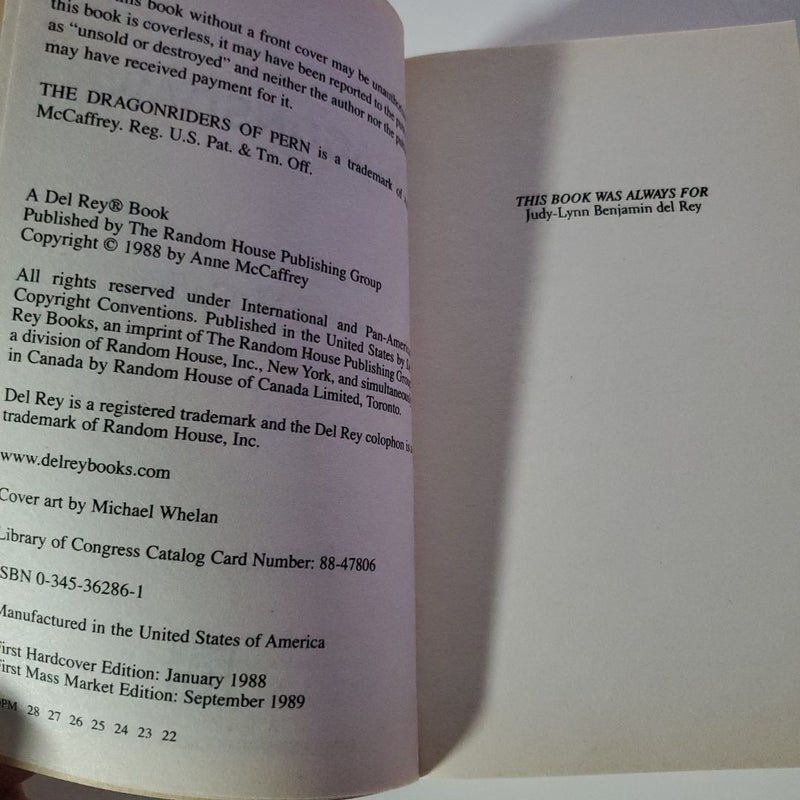 this book without a front cover may be
this book is coverless, it may have been reported to the
as “unsold or destroyed” and neither the author nor the
may have received payment for it.
THE DRAGONRIDERS OF PERN is a trademark of
McCaffrey. Reg. U.S. Pat. & Tm. Off.
A Del Rey® Book
Published by The Random House Publishing Group
Copyright © 1988 by Anne McCaffrey
All rights reserved under International and
Copyright Conventions. Published in the United States by
Rey Books, an imprint of The Random House Publishing
a division of Random House, Inc., New York, and
in Canada by Random House of Canada Limited, Toronto.
Del Rey is a registered trademark and the Del Rey colophon is
trademark of Random House, Inc.
www.delreybooks.com
Cover art by Michael Whelan
Library of Congress Catalog Card Number: 88-47806
ISBN 0-345-36286-1
Manufactured in the United States of America
First Hardcover Edition: January 1988
First Mass Market Edition: September 1989
28 27 26 25 24 23 22
THIS BOOK WAS ALWAYS FOR
Judy-Lynn Benjamin del Rey